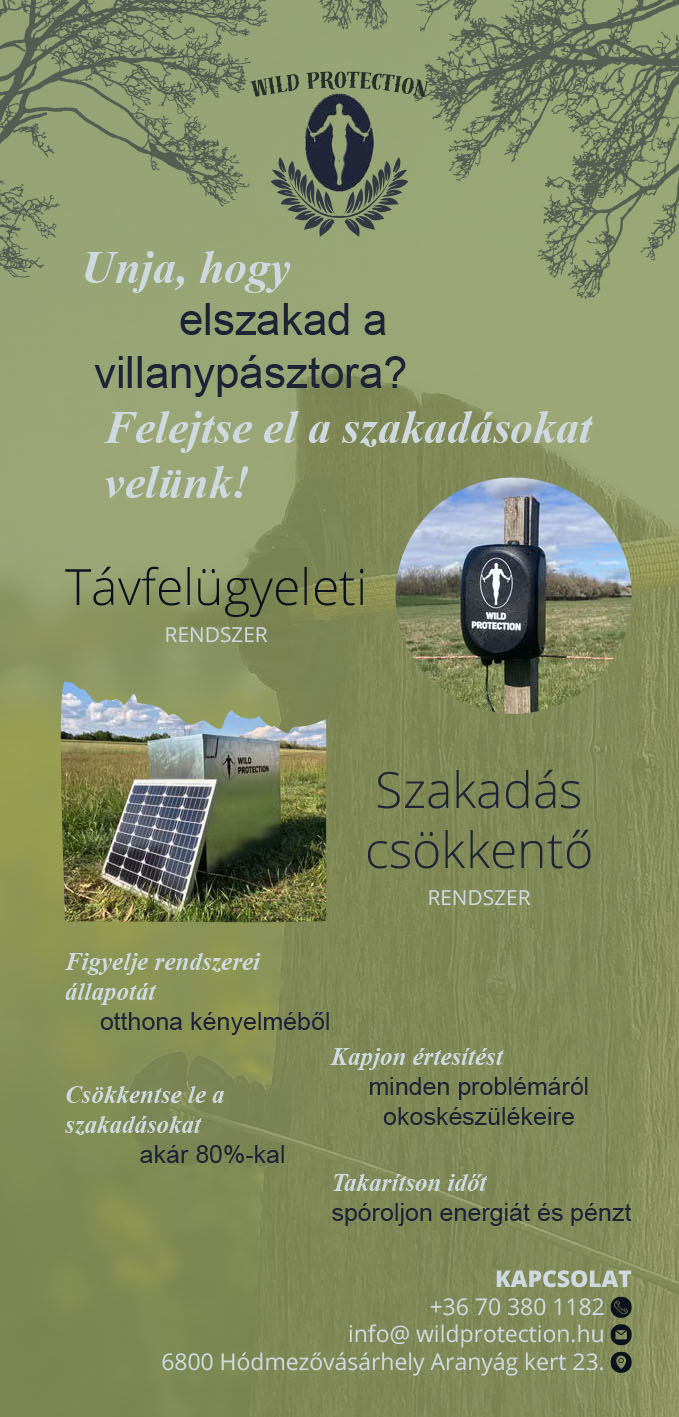 WILD PROTECTION
Unja, hogy
elszakad a
villanypásztora?
Felejtse el a szakadásokat
velünk!
Távfelügyeleti
RENDSZER
WILD
PROTECTION
WILD
PROTECTION
Szakadás
csökkentő
RENDSZER
Figyelje rendszerei
állapotát
otthona kényelméből
Csökkentse le a
szakadásokat
akár 80%-kal
Kapjon értesítést
minden problémáról
okoskészülékeire
Takarítson időt
spóroljon energiát és pénzt
KAPCSOLAT
+36 70 380 1182
info@ wildprotection.hu
6800 Hódmezővásárhely Aranyág kert 23.